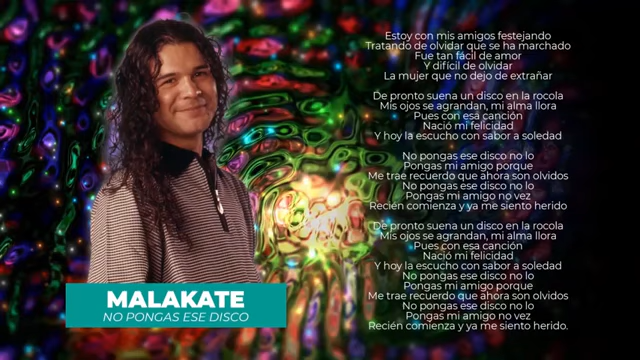 Estoy con mis amigos festejando
Tratando de olvidar que se ha marchado
Fue tan fácil de amor
Y difícil de olvidar
La mujer que no dejo de extrañar
De pronto suena un disco en la rocola
Mis ojos se agrandan, mi alma llora
Pues con esa canción
Nació mi felicidad
Y hoy la escucho con sabor a soledad
No pongas ese disco no lo
Pongas mi amigo porque
Me trae recuerdo que ahora son olvidos
No pongas ese disco no lo
Pongas mi amigo no vez
Recién comienza y ya me siento herido
De pronto suena un disco en la rocola
Mis ojos se agrandan, mi alma llora
Pues con esa canción
Nació mi felicidad
Y hoy la escucho con sabor a soledad
No pongas ese disco no lo
Pongas mi amigo porque
Me trae recuerdo que ahora son olvidos
No pongas ese disco no lo
Pongas mi amigo no vez
Recién comienza y ya me siento herido.
MALAKATE
NO PONGAS ESE DISCO